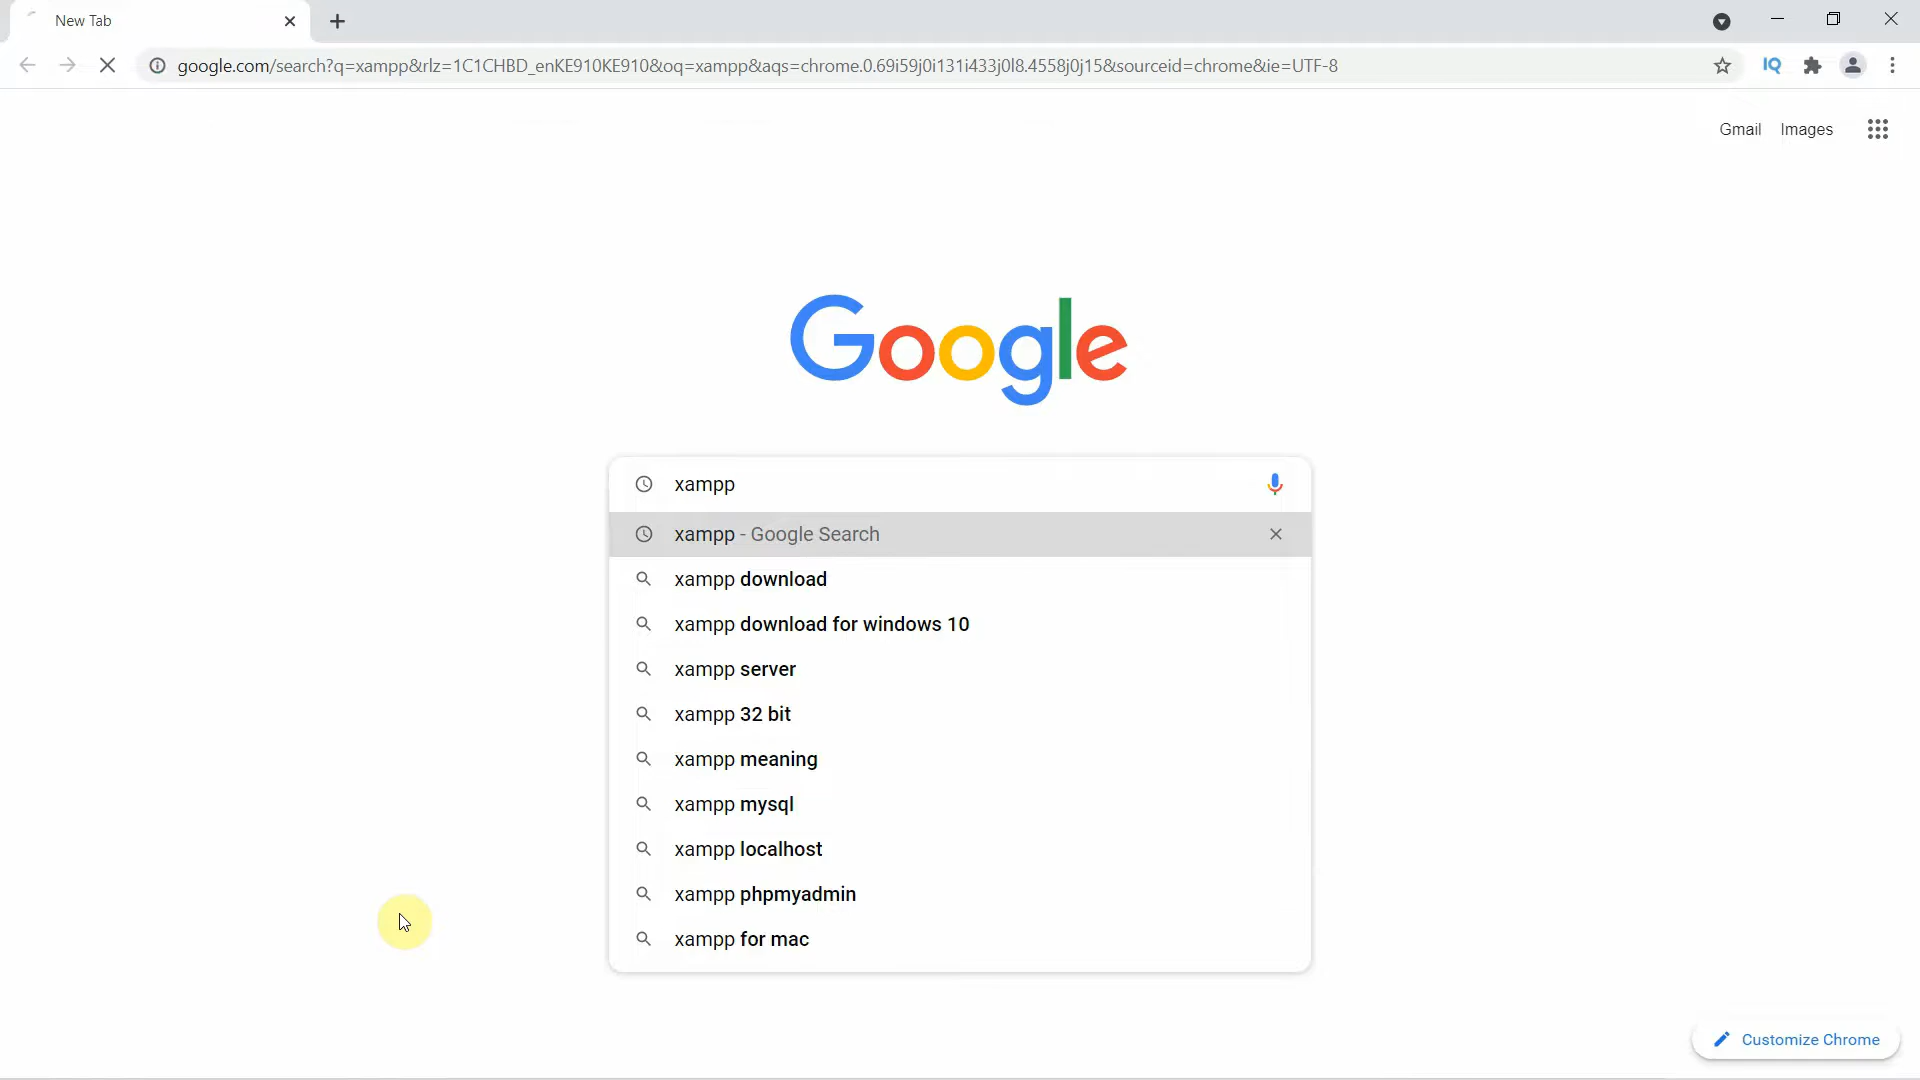 New Tab
google.com/search?q=xampp&rlz=1C1CHBD_enKE910KE910&oq=xampp&aqs=chrome.0.69i59j0i131i433j0l8.4558j0j15&sourceid=chrome&ie=UTF-8
IQ
Gmail Images
Google
xampp
xampp - Google Search
xampp download
xampp download for windows 10
xampp server
xampp 32 bit
xampp meaning
xampp mysql
xampp localhost
xampp phpmyadmin
xampp for mac
Customize Chrome